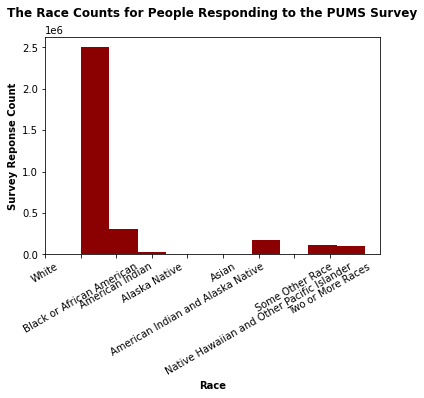 The Race Counts for People Responding to the PUMS Survey
1e6
2.5
2.0
1.5
1.0
0.5
0.0
Survey Reponse Count
White
Black or African American
American Indian
Alaska Native
American Indian and Alaska Native
Asian
Native Hawaiian and Other Pacific Islander
Some Other Race
Two or More Races
Race